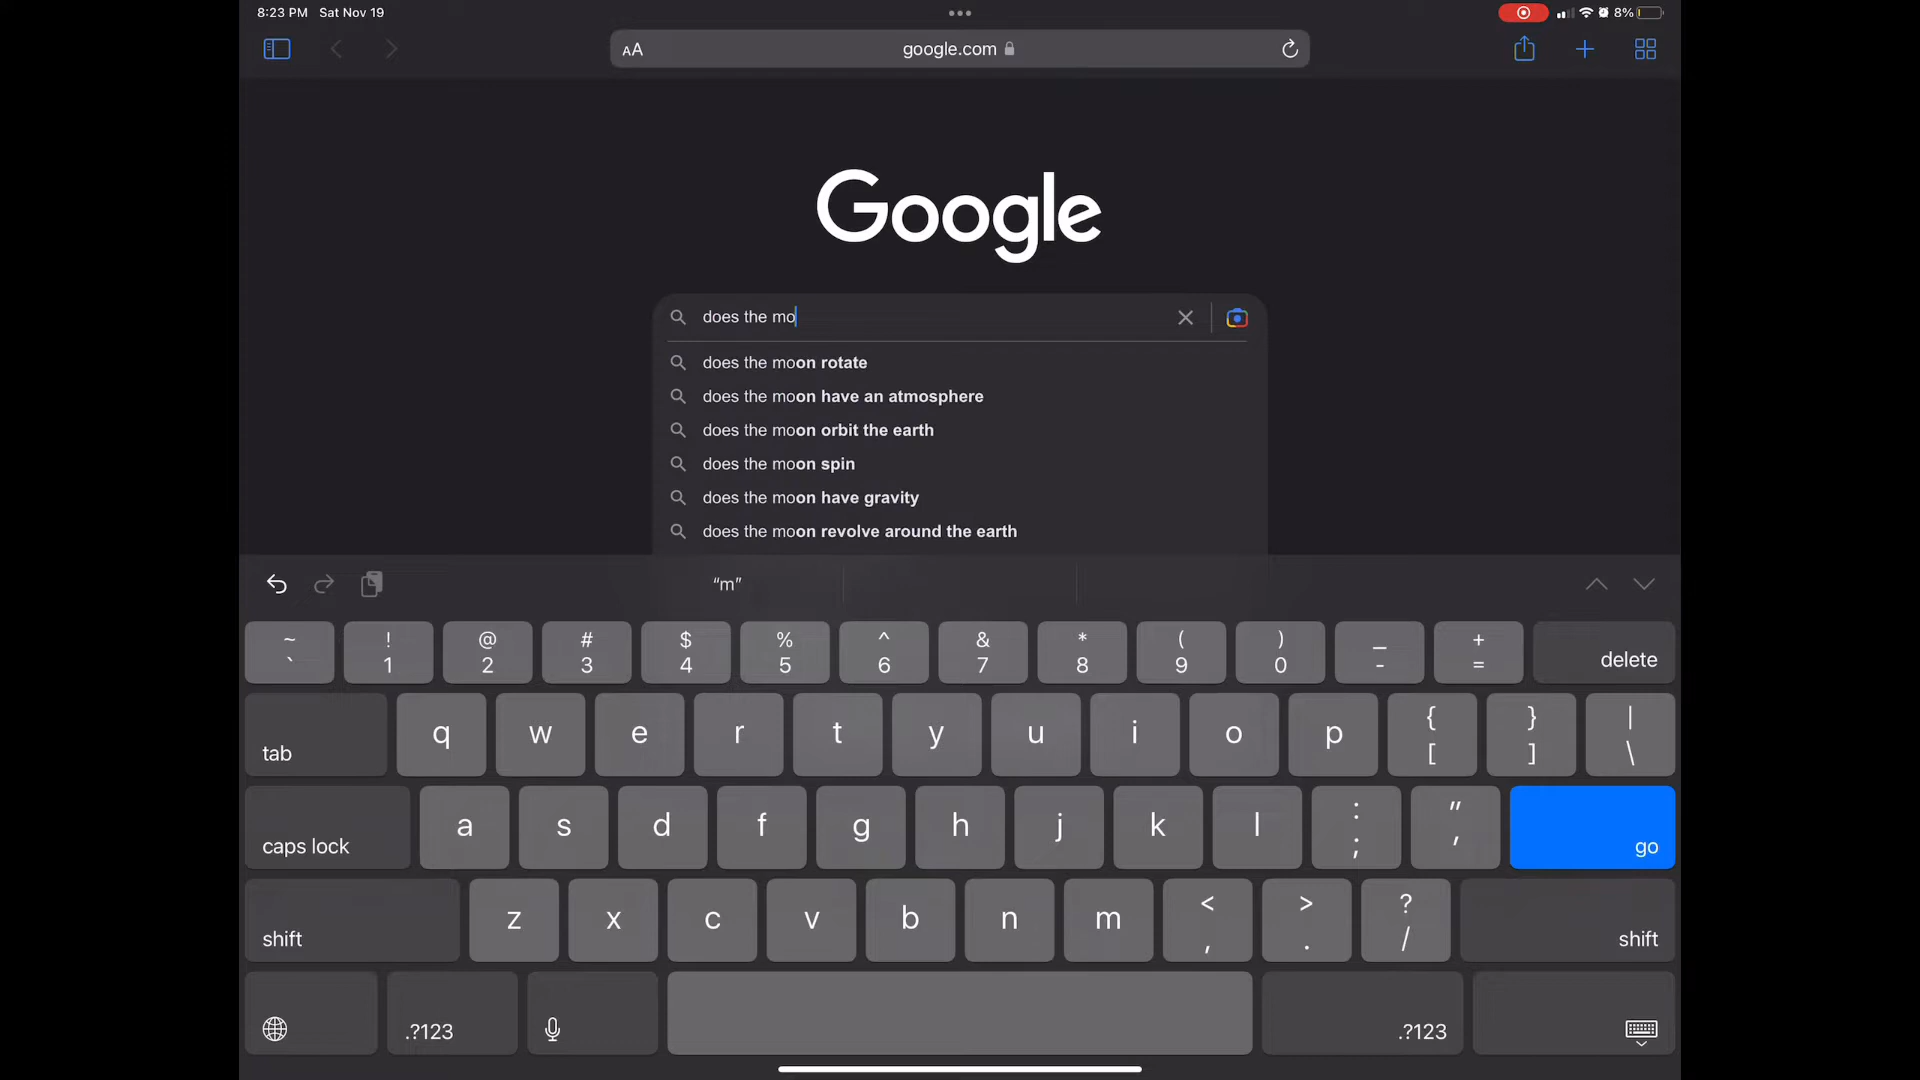 8:23 PM Sat Nov 19
8%
AA google.com
Google
does the mo
does the moon rotate
does the moon have an atmosphere
does the moon orbit the earth
does the moon spin
does the moon have gravity
does the moon revolve around the earth
“m”
~ ! @ # $ % ^ & * ( ) _ +
` 1 2 3 4 5 6 7 8 9 0 - = delete
tab q w e r t y u i o p { [ } ] | \
caps lock a s d f g h j k l : ; " ' go
shift z x c v b n m < , > . ? / shift
.?123 .?123